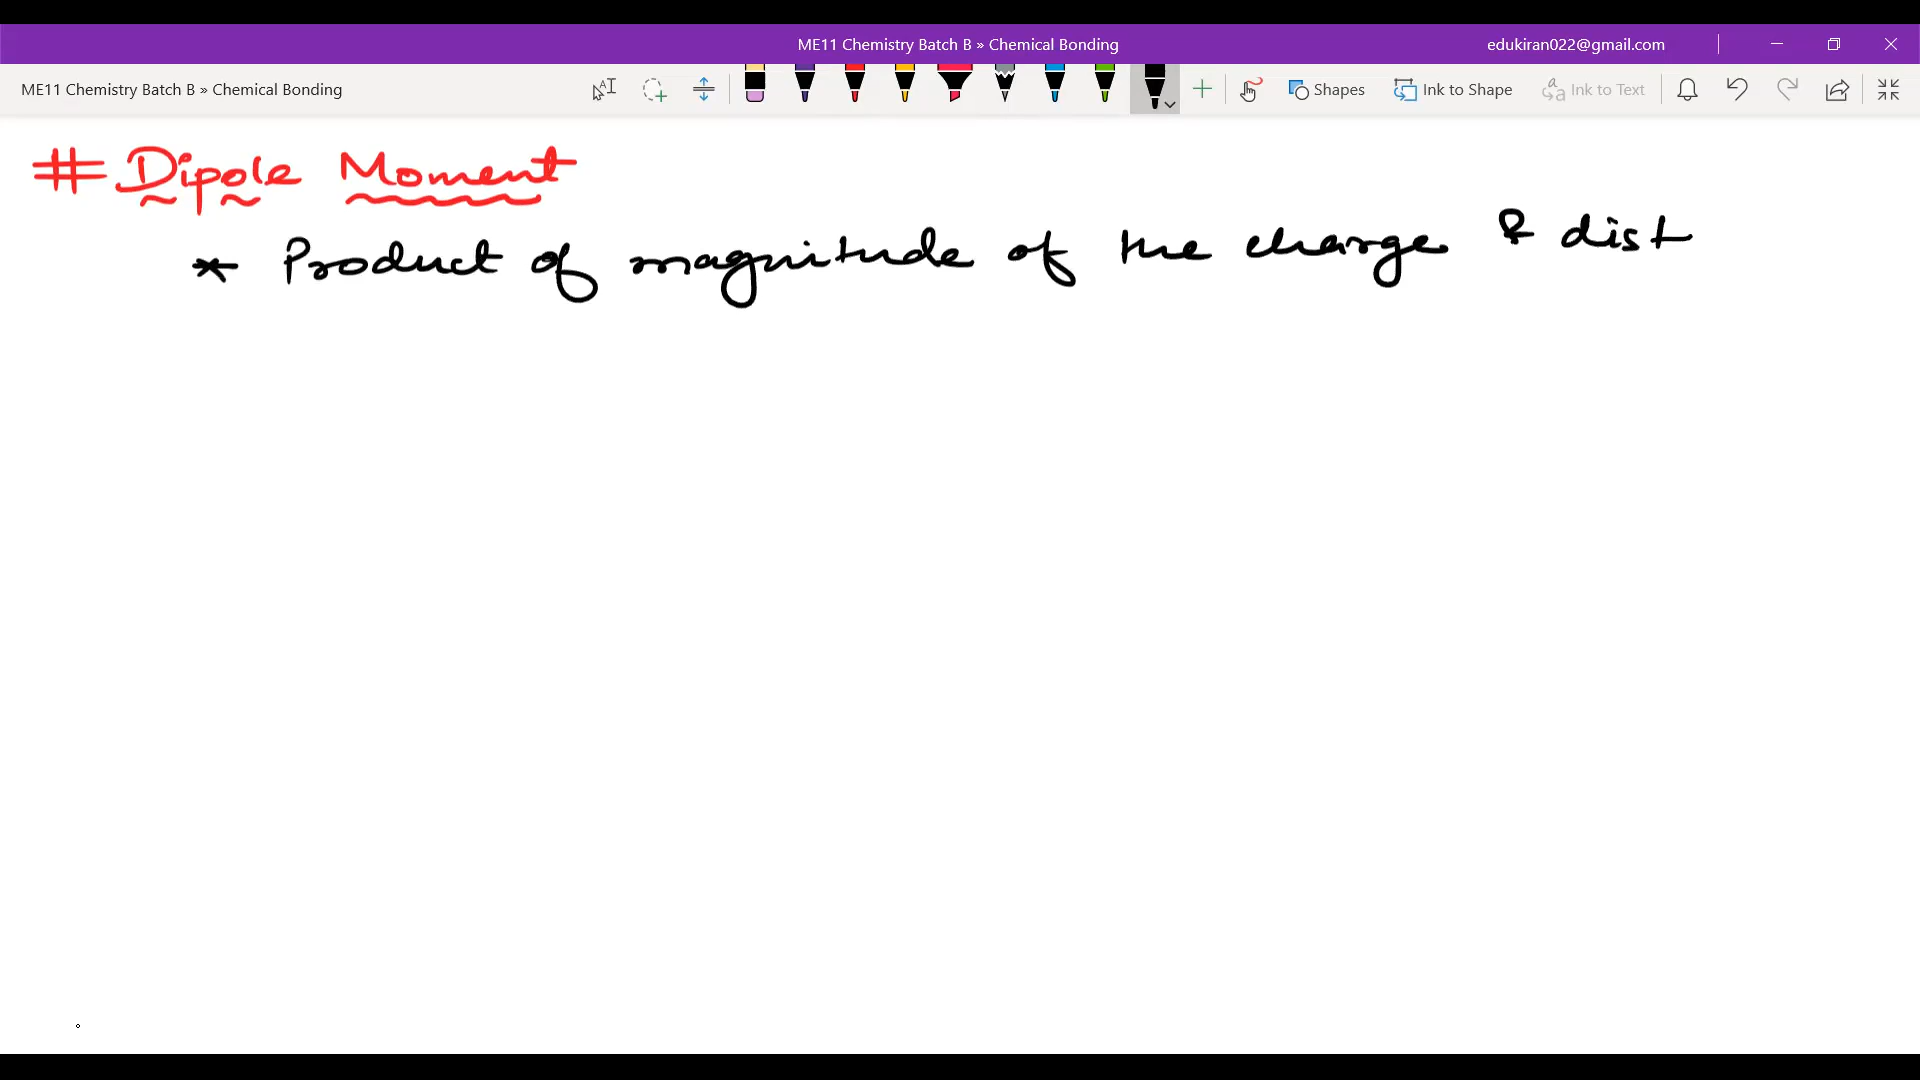 ME11 Chemistry Batch B » Chemical Bonding
edukiran022@gmail.com
ME11 Chemistry Batch B » Chemical Bonding
Shapes
Ink to Shape
Ink to Text
# Dipole Moment
* Product of magnitude of the charge & dist